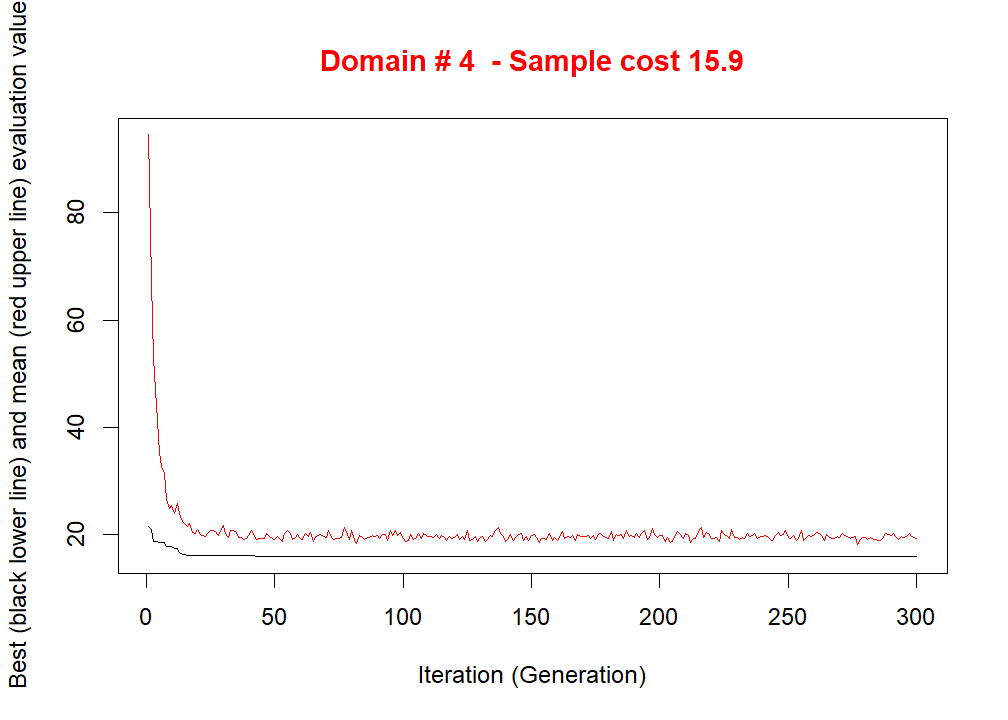 Domain # 4  - Sample cost 15.9
Best (black lower line) and mean (red upper line) evaluation value
80
60
40
20
0 50 100 150 200 250 300
Iteration (Generation)